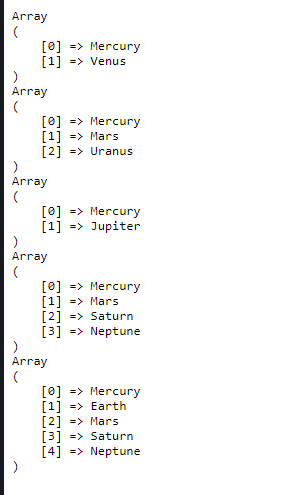 Array
(
    [0] => Mercury
    [1] => Venus
)
Array
(
    [0] => Mercury
    [1] => Mars
    [2] => Uranus
)
Array
(
    [0] => Mercury
    [1] => Jupiter
)
Array
(
    [0] => Mercury
    [1] => Mars
    [2] => Saturn
    [3] => Neptune
)
Array
(
    [0] => Mercury
    [1] => Earth
    [2] => Mars
    [3] => Saturn
    [4] => Neptune
)